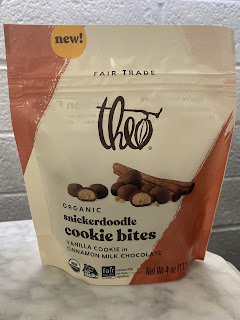 new!
FAIR TRADE
theo
ORGANIC
snickerdoodle
cookie bites
VANILLA COOKIE in
CINNAMON MILK CHOCOLATE
Net Wt 4 oz